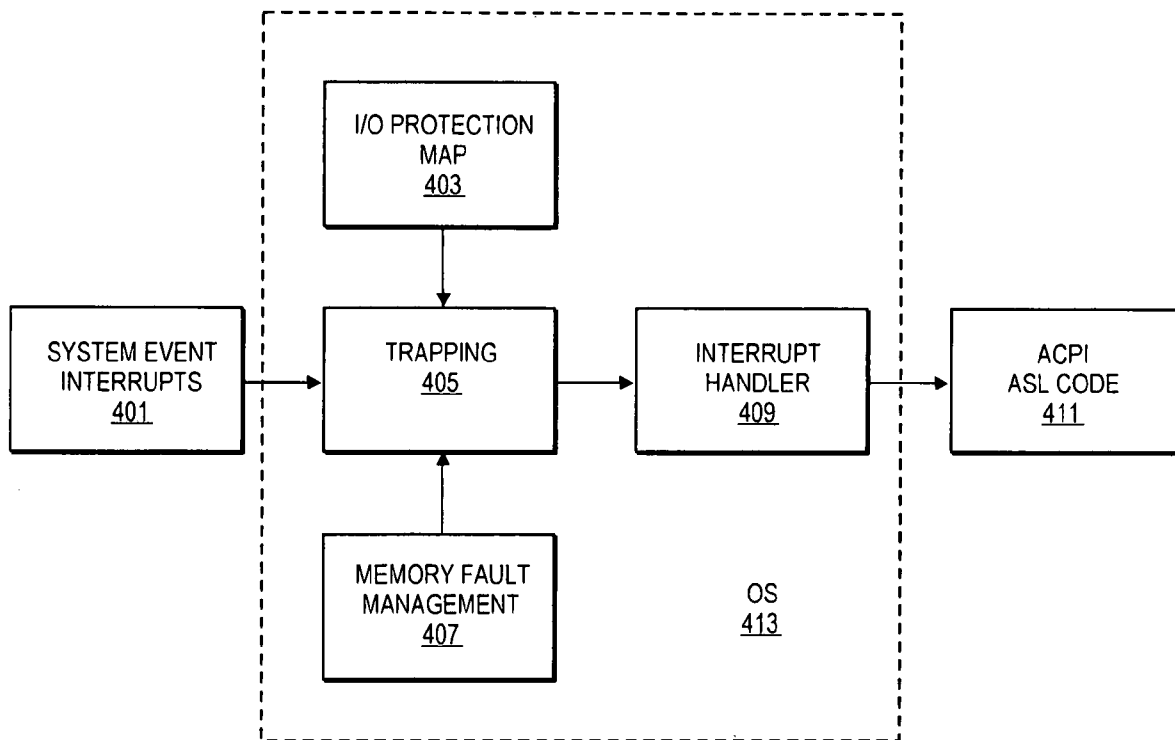 I/O PROTECTION
MAP
403
SYSTEM EVENT
INTERRUPTS
401
TRAPPING
405
INTERRUPT
HANDLER
409
ACPI
ASL CODE
411
MEMORY FAULT
MANAGEMENT
407
OS
413